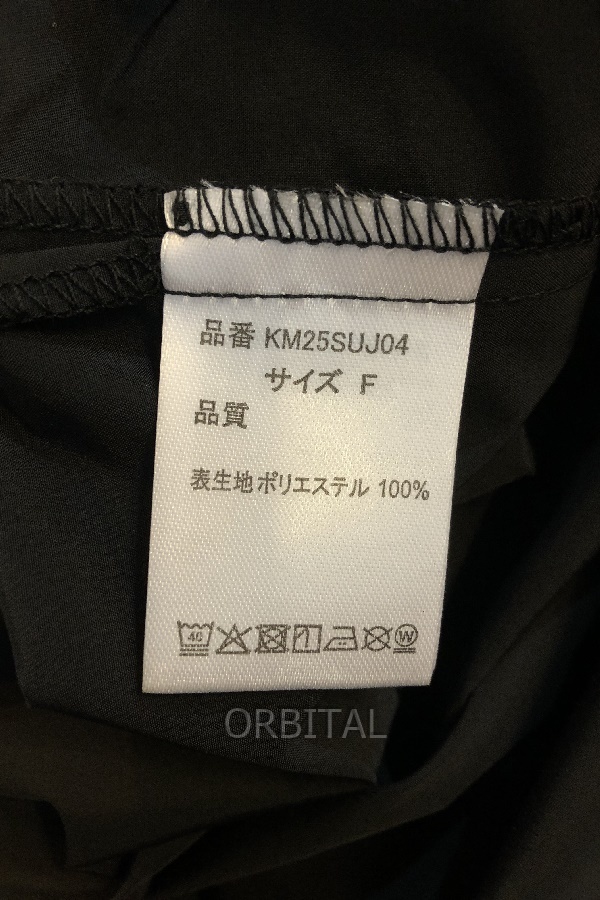 品番 KM25SUJ04
サイズ F
品質
表生地ポリエステル 100%
40
W
ORBITAL